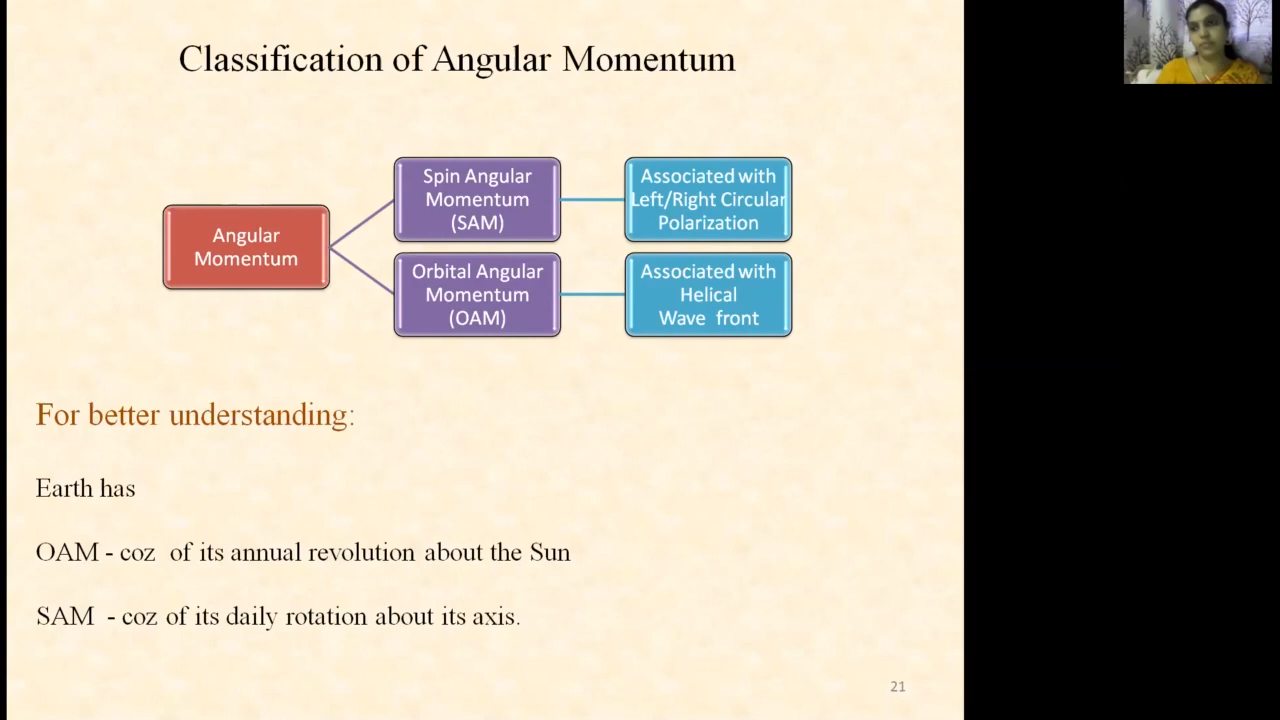 Classification of Angular Momentum
Angular
Momentum
Spin Angular
Momentum
(SAM)
Associated with
Left/Right Circular
Polarization
Orbital Angular
Momentum
(OAM)
Associated with
Helical
Wave front
For better understanding:
Earth has
OAM - coz of its annual revolution about the Sun
SAM - coz of its daily rotation about its axis.
21